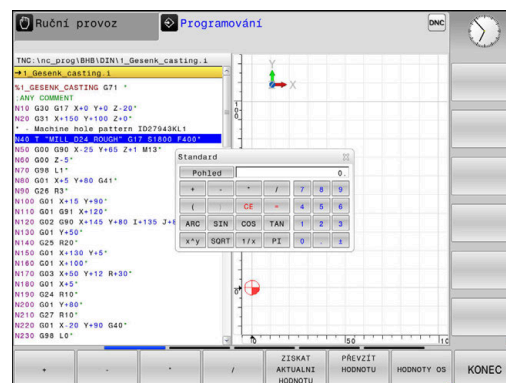 Ruční provoz
Programování
DNC
TNC:\nc_prog\BHB\DIN\1_Gesenk_casting.i
→1_Gesenk_casting.i
%1_GESENK_CASTING G71 *
;ANY COMMENT
N10 G30 G17 X+0 Y+0 Z-20*
N20 G31 X+150 Y+100 Z+0*
* - Machine hole pattern ID27943KL1
N40 T "MILL_D24_ROUGH" G17 S1800 F400*
N50 G00 G90 X-25 Y+65 Z+1 M13*
N60 G00 Z-5*
N70 G98 L1*
N80 G01 X+5 Y+80 G41*
N90 G26 R3*
N100 G01 X+15 Y+90*
N110 G01 G91 X+120*
N120 G02 G90 X+145 Y+80 I+135 J+8
N130 G01 Y+50*
N140 G25 R20*
N150 G01 X+130 Y+5*
N160 G01 X+100*
N170 G03 X+50 Y+12 R+30*
N180 G01 X+5*
N190 G24 R10*
N200 G01 Y+80*
N210 G27 R10*
N220 G01 X-20 Y+90 G40*
N230 G98 L0*
Y
X
100
0
0
50
10
Standard
Pohled 0.
+ - * / 7 8 9
( ) CE = 4 5 6
ARC SIN COS TAN 1 2 3
x^y SQRT 1/x PI 0 . ±
+
-
*
/
ZISKAT AKTUALNI HODNOTU
PŘEVZÍT HODNOTU
HODNOTY OS
KONEC